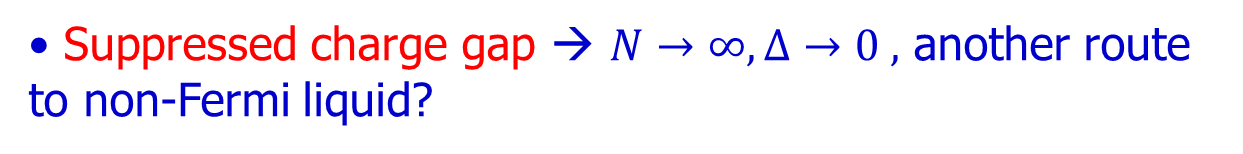 • Suppressed charge gap → N → ∞, Δ → 0 , another route
to non-Fermi liquid?